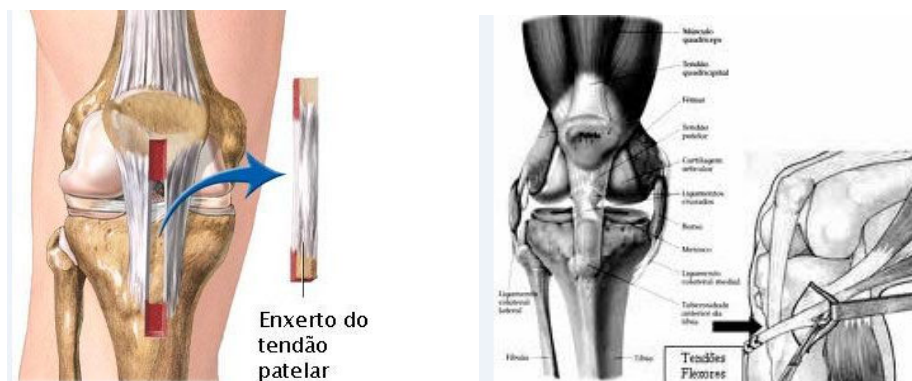 Enxerto do
tendão
patelar
Músculo
quadríceps
Tendão
quadricipital
Fêmur
Tendão
patelar
Cartilagem
articular
Ligamentos
cruzados
Bursa
Menisco
Ligamento
colateral medial
Tuberosidade
anterior da
tíbia
Ligamento
colateral
lateral
Fíbula
Tíbia
Tendões
Flexores